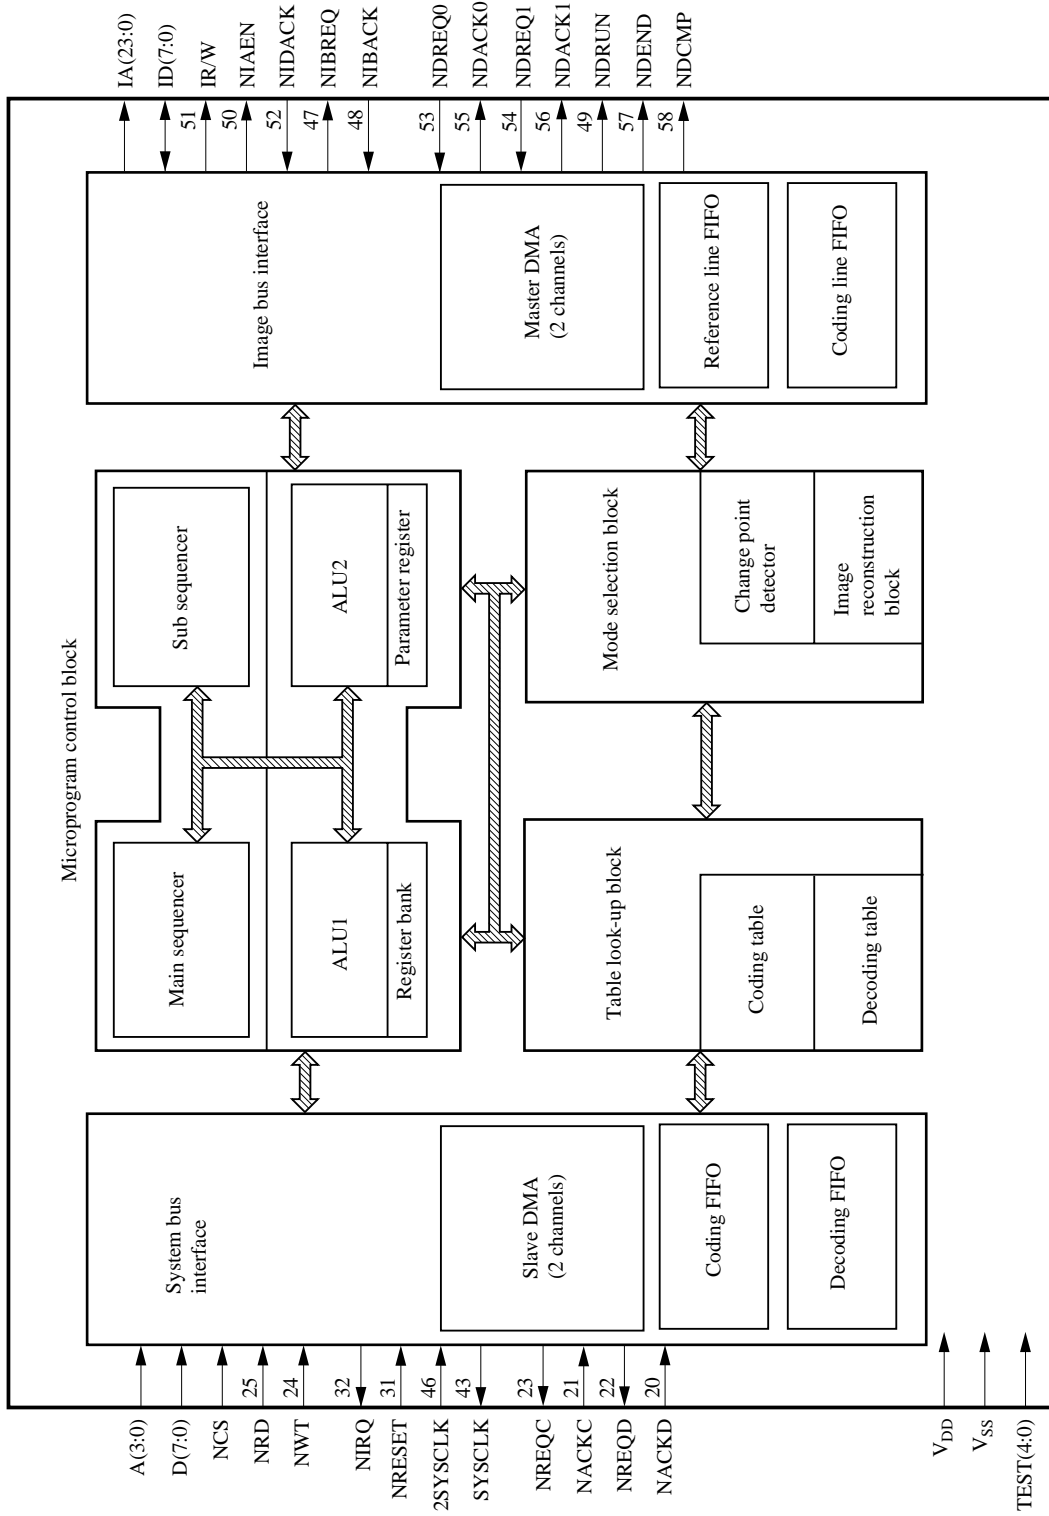 Microprogram control block
A(3:0)
D(7:0)
NCS
NRD
25
NWT
24
NIRQ
32
NRESET
31
2SYSCLK
46
SYSCLK
43
NREQC
23
NACKC
21
NREQD
22
NACKD
20
VDD
VSS
TEST(4:0)
System bus
interface
Slave DMA
(2 channels)
Coding FIFO
Decoding FIFO
Main sequencer
ALU1
Register bank
Sub sequencer
ALU2
Parameter register
Table look-up block
Coding table
Decoding table
Mode selection block
Change point
detector
Image
reconstruction
block
Image bus interface
Master DMA
(2 channels)
Reference line FIFO
Coding line FIFO
IA(23:0)
ID(7:0)
51
IR/W
50
NIAEN
52
NIDACK
47
NIBREQ
48
NIBACK
53
NDREQ0
55
NDACK0
54
NDREQ1
56
NDACK1
49
NDRUN
57
NDEND
58
NDCMP